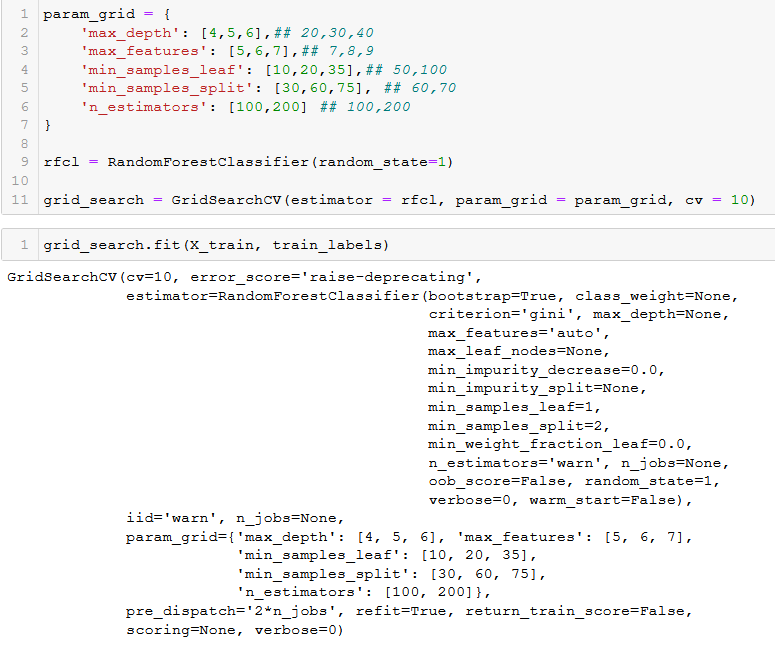 1 param_grid = {
2     'max_depth': [4,5,6],## 20,30,40
3     'max_features': [5,6,7],## 7,8,9
4     'min_samples_leaf': [10,20,35],## 50,100
5     'min_samples_split': [30,60,75], ## 60,70
6     'n_estimators': [100,200] ## 100,200
7 }
8
9 rfcl = RandomForestClassifier(random_state=1)
10
11 grid_search = GridSearchCV(estimator = rfcl, param_grid = param_grid, cv = 10)
1 grid_search.fit(X_train, train_labels)
GridSearchCV(cv=10, error_score='raise-deprecating',
             estimator=RandomForestClassifier(bootstrap=True, class_weight=None,
                                              criterion='gini', max_depth=None,
                                              max_features='auto',
                                              max_leaf_nodes=None,
                                              min_impurity_decrease=0.0,
                                              min_impurity_split=None,
                                              min_samples_leaf=1,
                                              min_samples_split=2,
                                              min_weight_fraction_leaf=0.0,
                                              n_estimators='warn', n_jobs=None,
                                              oob_score=False, random_state=1,
                                              verbose=0, warm_start=False),
             iid='warn', n_jobs=None,
             param_grid={'max_depth': [4, 5, 6], 'max_features': [5, 6, 7],
                         'min_samples_leaf': [10, 20, 35],
                         'min_samples_split': [30, 60, 75],
                         'n_estimators': [100, 200]},
             pre_dispatch='2*n_jobs', refit=True, return_train_score=False,
             scoring=None, verbose=0)